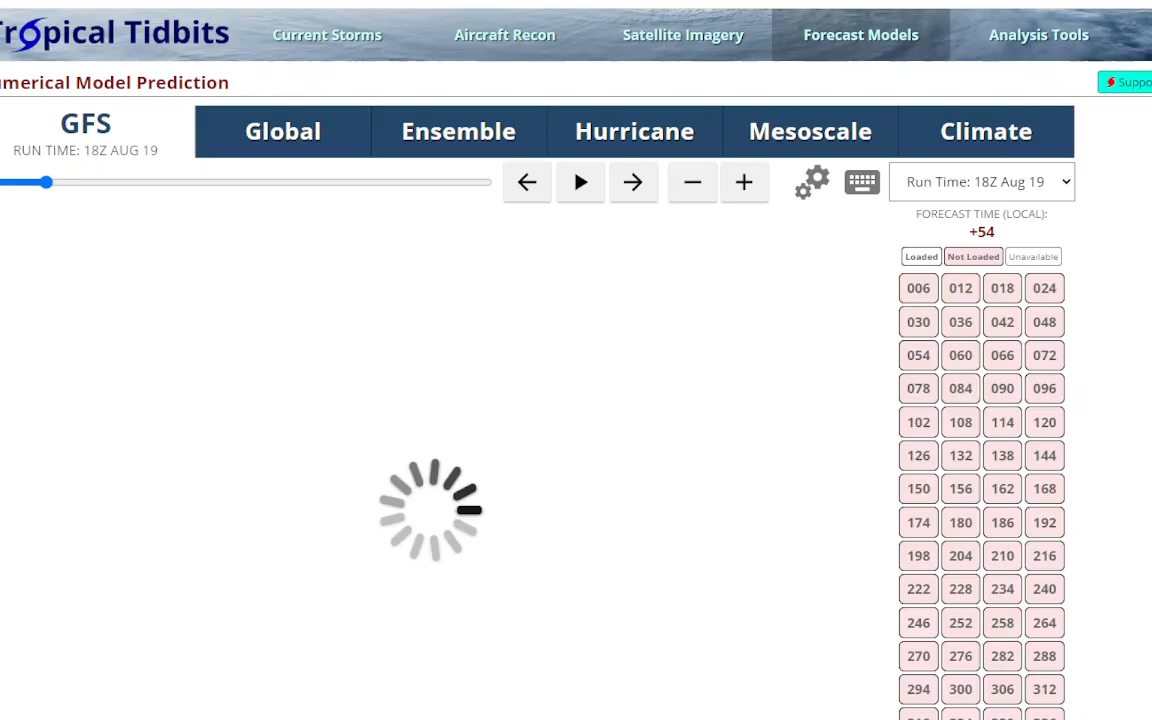 Tropical Tidbits
Current Storms
Aircraft Recon
Satellite Imagery
Forecast Models
Analysis Tools
umerical Model Prediction
Suppo
GFS
RUN TIME: 18Z AUG 19
Global
Ensemble
Hurricane
Mesoscale
Climate
Run Time: 18Z Aug 19
FORECAST TIME (LOCAL):
+54
Loaded Not Loaded Unavailable
006 012 018 024
030 036 042 048
054 060 066 072
078 084 090 096
102 108 114 120
126 132 138 144
150 156 162 168
174 180 186 192
198 204 210 216
222 228 234 240
246 252 258 264
270 276 282 288
294 300 306 312